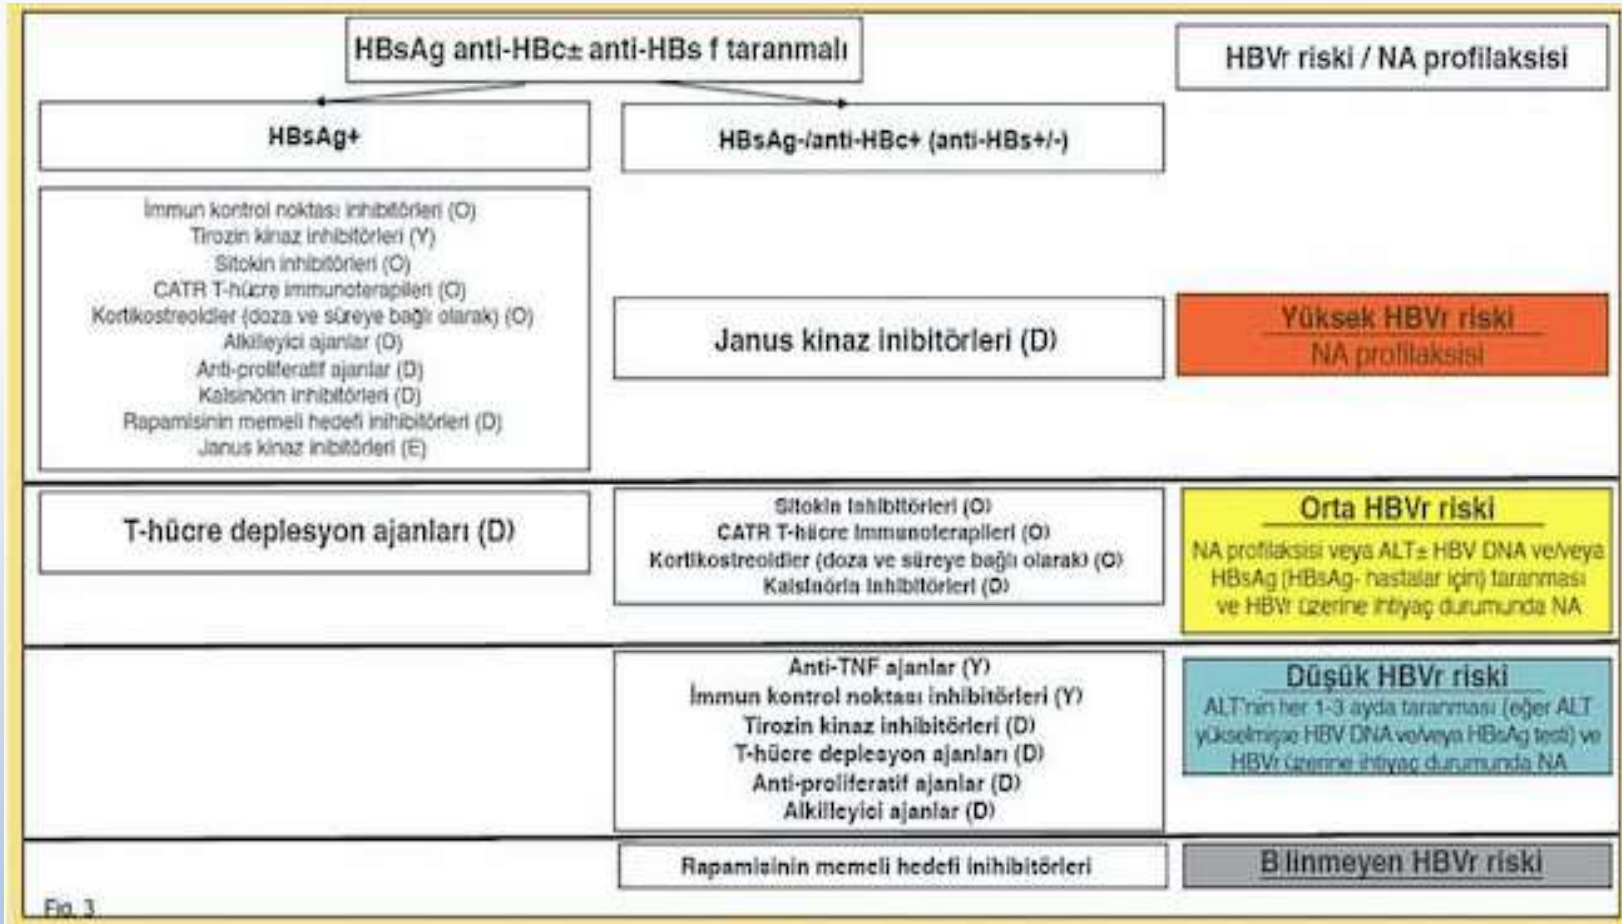 HBsAg anti-HBc± anti-HBs f taranmalı
HBVr riski / NA profilaksisi
HBsAg+
HBsAg-/anti-HBc+ (anti-HBs+/-)
İmmun kontrol noktası inhibitörleri (O)
Tirozin kinaz inhibitörleri (Y)
Sitokin inhibitörleri (O)
CATR T-hücre immunoterapileri (O)
Kortikostreoidler (doza ve süreye bağlı olarak) (O)
Alkilleyici ajanlar (O)
Anti-proliferatif ajanlar (D)
Kalsinörin inhibitörleri (D)
Rapamisinin memeli hedefi inihibitörleri (D)
Janus kinaz inibitörleri (E)
Janus kinaz inibitörleri (D)
Yüksek HBVr riski
NA profilaksisi
T-hücre deplesyon ajanları (D)
Sitokin inhibitörleri (O)
CATR T-hücre immunoterapileri (O)
Kortikostreoidler (doza ve süreye bağlı olarak) (O)
Kalsinörin inhibitörleri (D)
Orta HBVr riski
NA profilaksisi veya ALT± HBV DNA ve/veya
HBsAg (HBsAg- hastalar için) taranması
ve HBVr üzerine ihtiyaç durumunda NA
Anti-TNF ajanlar (Y)
İmmun kontrol noktası inhibitörleri (Y)
Tirozin kinaz inhibitörleri (D)
T-hücre deplesyon ajanları (D)
Anti-proliferatif ajanlar (D)
Alkilleyici ajanlar (D)
Düşük HBVr riski
ALT'nin her 1-3 ayda taranması (eğer ALT
yükselmişse HBV DNA ve/veya HBsAg testi) ve
HBVr üzerine ihtiyaç durumunda NA
Rapamisinin memeli hedefi inihibitörleri
Bilinmeyen HBVr riski
Fig. 3